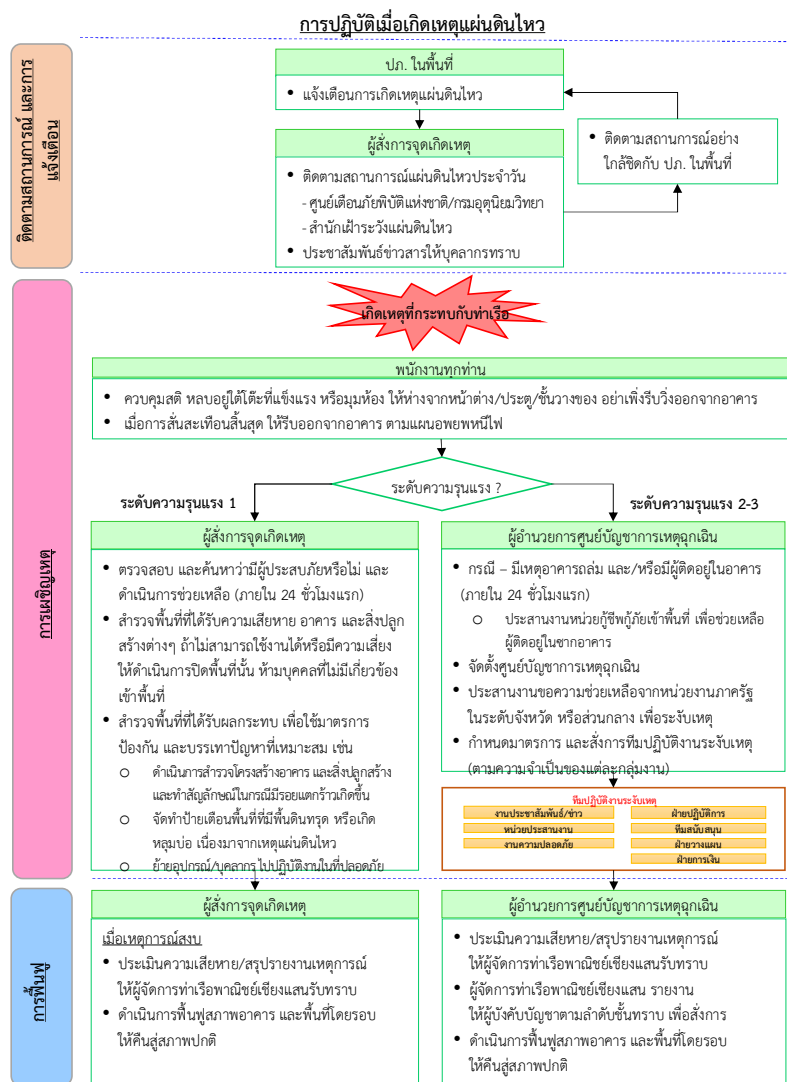 การปฏิบัติเมื่อเกิดเหตุแผ่นดินไหว
ติดตามสถานการณ์ และการ
แจ้งเตือน
ปภ. ในพื้นที่
• แจ้งเตือนการเกิดเหตุแผ่นดินไหว
ผู้สั่งการจุดเกิดเหตุ
• ติดตามสถานการณ์แผ่นดินไหวประจำวัน
- ศูนย์เตือนภัยพิบัติแห่งชาติ/กรมอุตุนิยมวิทยา
- สำนักเฝ้าระวังแผ่นดินไหว
• ประชาสัมพันธ์ข่าวสารให้บุคลากรทราบ
• ติดตามสถานการณ์อย่าง
ใกล้ชิดกับ ปภ. ในพื้นที่
การเผชิญเหตุ
เกิดเหตุที่กระทบกับท่าเรือ
พนักงานทุกท่าน
• ควบคุมสติ หลบอยู่ใต้โต๊ะที่แข็งแรง หรือมุมห้อง ให้ห่างจากหน้าต่าง/ประตู/ชั้นวางของ อย่าเพิ่งรีบวิ่งออกจากอาคาร
• เมื่อการสั่นสะเทือนสิ้นสุด ให้รีบออกจากอาคาร ตามแผนอพยพหนีไฟ
ระดับความรุนแรง ?
ระดับความรุนแรง 1
ระดับความรุนแรง 2-3
ผู้สั่งการจุดเกิดเหตุ
• ตรวจสอบ และค้นหาว่ามีผู้ประสบภัยหรือไม่ และ
ดำเนินการช่วยเหลือ (ภายใน 24 ชั่วโมงแรก)
• สำรวจพื้นที่ที่ได้รับความเสียหาย อาคาร และสิ่งปลูก
สร้างต่างๆ ถ้าไม่สามารถใช้งานได้หรือมีความเสี่ยง
ให้ดำเนินการปิดพื้นที่นั้น ห้ามบุคคลที่ไม่มีเกี่ยวข้อง
เข้าพื้นที่
• สำรวจพื้นที่ที่ได้รับผลกระทบ เพื่อใช้มาตรการ
ป้องกัน และบรรเทาปัญหาที่เหมาะสม เช่น
o ดำเนินการสำรวจโครงสร้างอาคาร และสิ่งปลูกสร้าง
และทำสัญลักษณ์ในกรณีมีรอยแตกร้าวเกิดขึ้น
o จัดทำป้ายเตือนพื้นที่ที่มีพื้นดินทรุด หรือเกิด
หลุมบ่อ เนื่องมาจากเหตุแผ่นดินไหว
o ย้ายอุปกรณ์/บุคลากร ไปปฏิบัติงานในที่ปลอดภัย
ผู้อำนวยการศูนย์บัญชาการเหตุฉุกเฉิน
• กรณี – มีเหตุอาคารถล่ม และ/หรือมีผู้ติดอยู่ในอาคาร
(ภายใน 24 ชั่วโมงแรก)
o ประสานงานหน่วยกู้ชีพกู้ภัยเข้าพื้นที่ เพื่อช่วยเหลือ
ผู้ติดอยู่ในซากอาคาร
• จัดตั้งศูนย์บัญชาการเหตุฉุกเฉิน
• ประสานงานขอความช่วยเหลือจากหน่วยงานภาครัฐ
ในระดับจังหวัด หรือส่วนกลาง เพื่อระงับเหตุ
• กำหนดมาตรการ และสั่งการทีมปฏิบัติงานระงับเหตุ
(ตามความจำเป็นของแต่ละกลุ่มงาน)
ทีมปฏิบัติงานระงับเหตุ
งานประชาสัมพันธ์/ข่าว
หน่วยประสานงาน
งานความปลอดภัย
ฝ่ายปฏิบัติการ
ทีมสนับสนุน
ฝ่ายวางแผน
ฝ่ายการเงิน
การฟื้นฟู
ผู้สั่งการจุดเกิดเหตุ
เมื่อเหตุการณ์สงบ
• ประเมินความเสียหาย/สรุปรายงานเหตุการณ์
ให้ผู้จัดการท่าเรือพาณิชย์เชียงแสนรับทราบ
• ดำเนินการฟื้นฟูสภาพอาคาร และพื้นที่โดยรอบ
ให้คืนสู่สภาพปกติ
ผู้อำนวยการศูนย์บัญชาการเหตุฉุกเฉิน
• ประเมินความเสียหาย/สรุปรายงานเหตุการณ์
ให้ผู้จัดการท่าเรือพาณิชย์เชียงแสนรับทราบ
• ผู้จัดการท่าเรือพาณิชย์เชียงแสน รายงาน
ให้ผู้บังคับบัญชาตามลำดับชั้นทราบ เพื่อสั่งการ
• ดำเนินการฟื้นฟูสภาพอาคาร และพื้นที่โดยรอบ
ให้คืนสู่สภาพปกติ